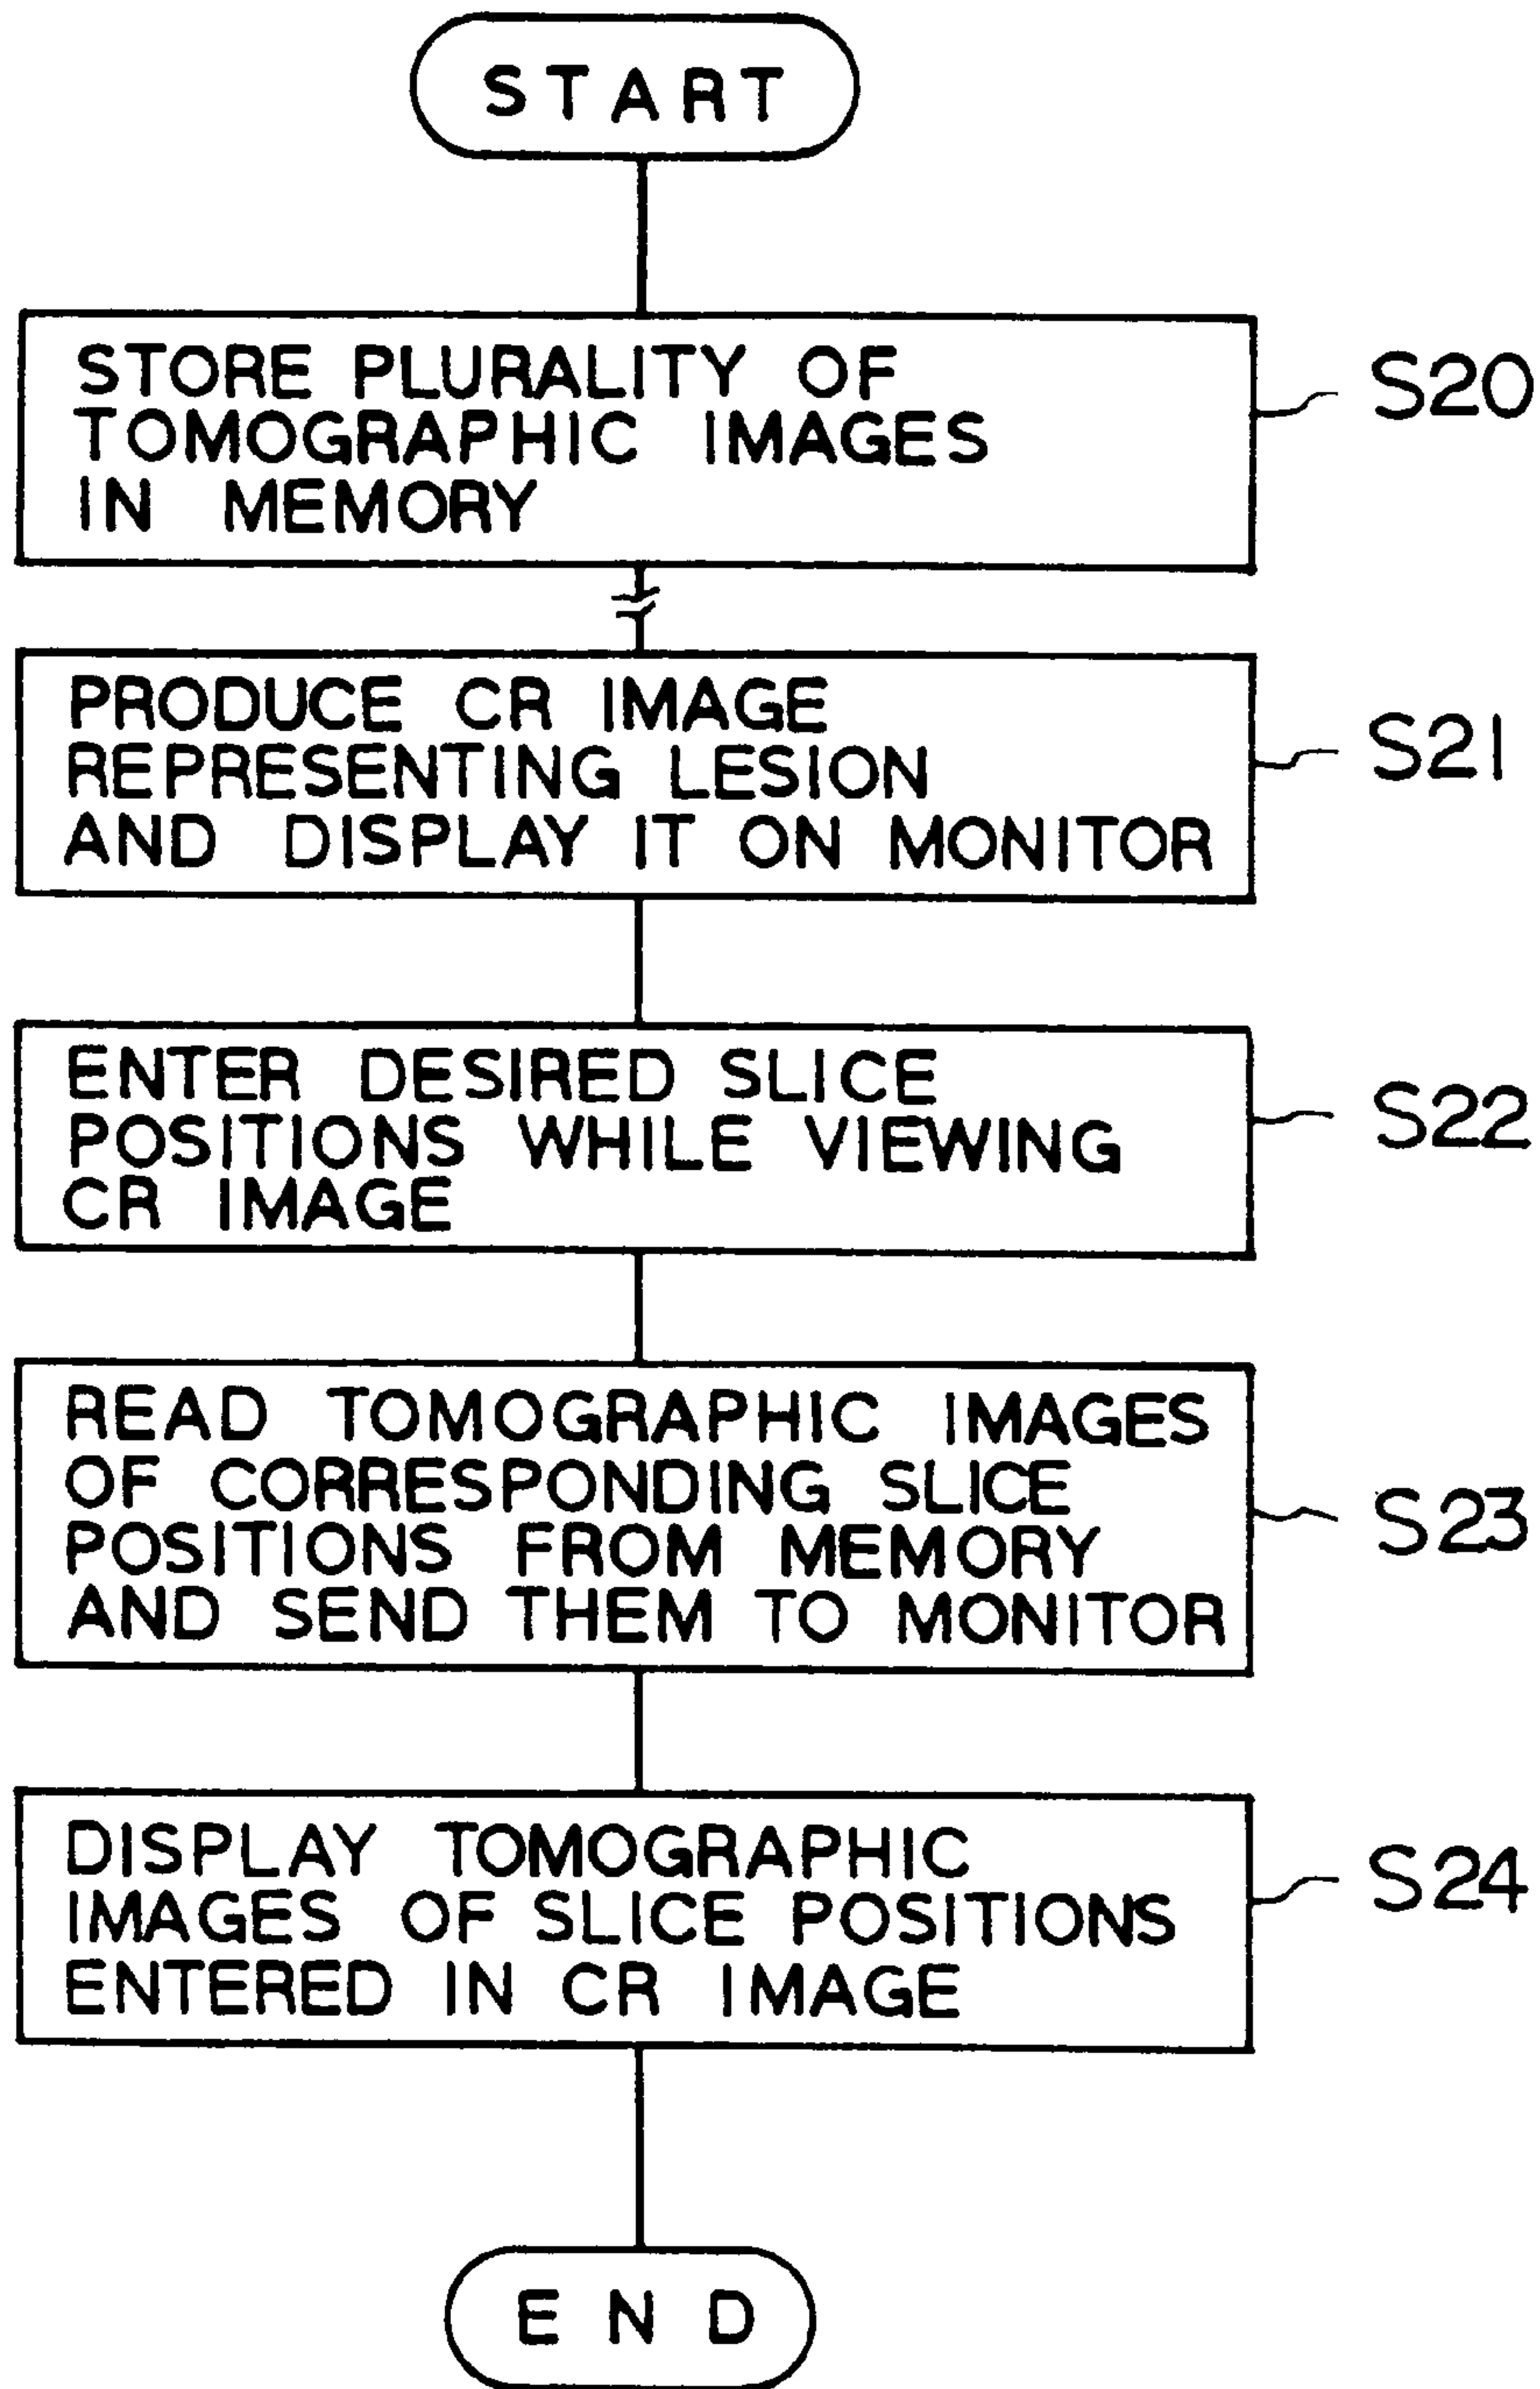 START
STORE PLURALITY OF
TOMOGRAPHIC IMAGES
IN MEMORY
S20
PRODUCE CR IMAGE
REPRESENTING LESION
AND DISPLAY IT ON MONITOR
S21
ENTER DESIRED SLICE
POSITIONS WHILE VIEWING
CR IMAGE
S22
READ TOMOGRAPHIC IMAGES
OF CORRESPONDING SLICE
POSITIONS FROM MEMORY
AND SEND THEM TO MONITOR
S23
DISPLAY TOMOGRAPHIC
IMAGES OF SLICE POSITIONS
ENTERED IN CR IMAGE
S24
END